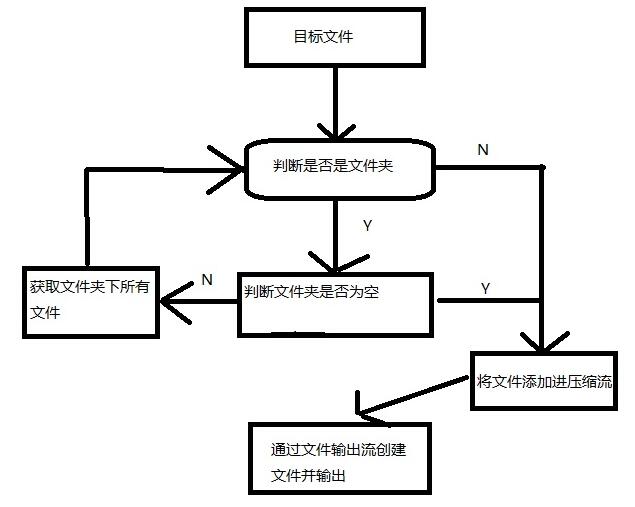 目标文件
判断是否是文件夹
N
Y
获取文件夹下所有
文件
N
判断文件夹是否为空
Y
将文件添加进压缩流
通过文件输出流创建
文件并输出